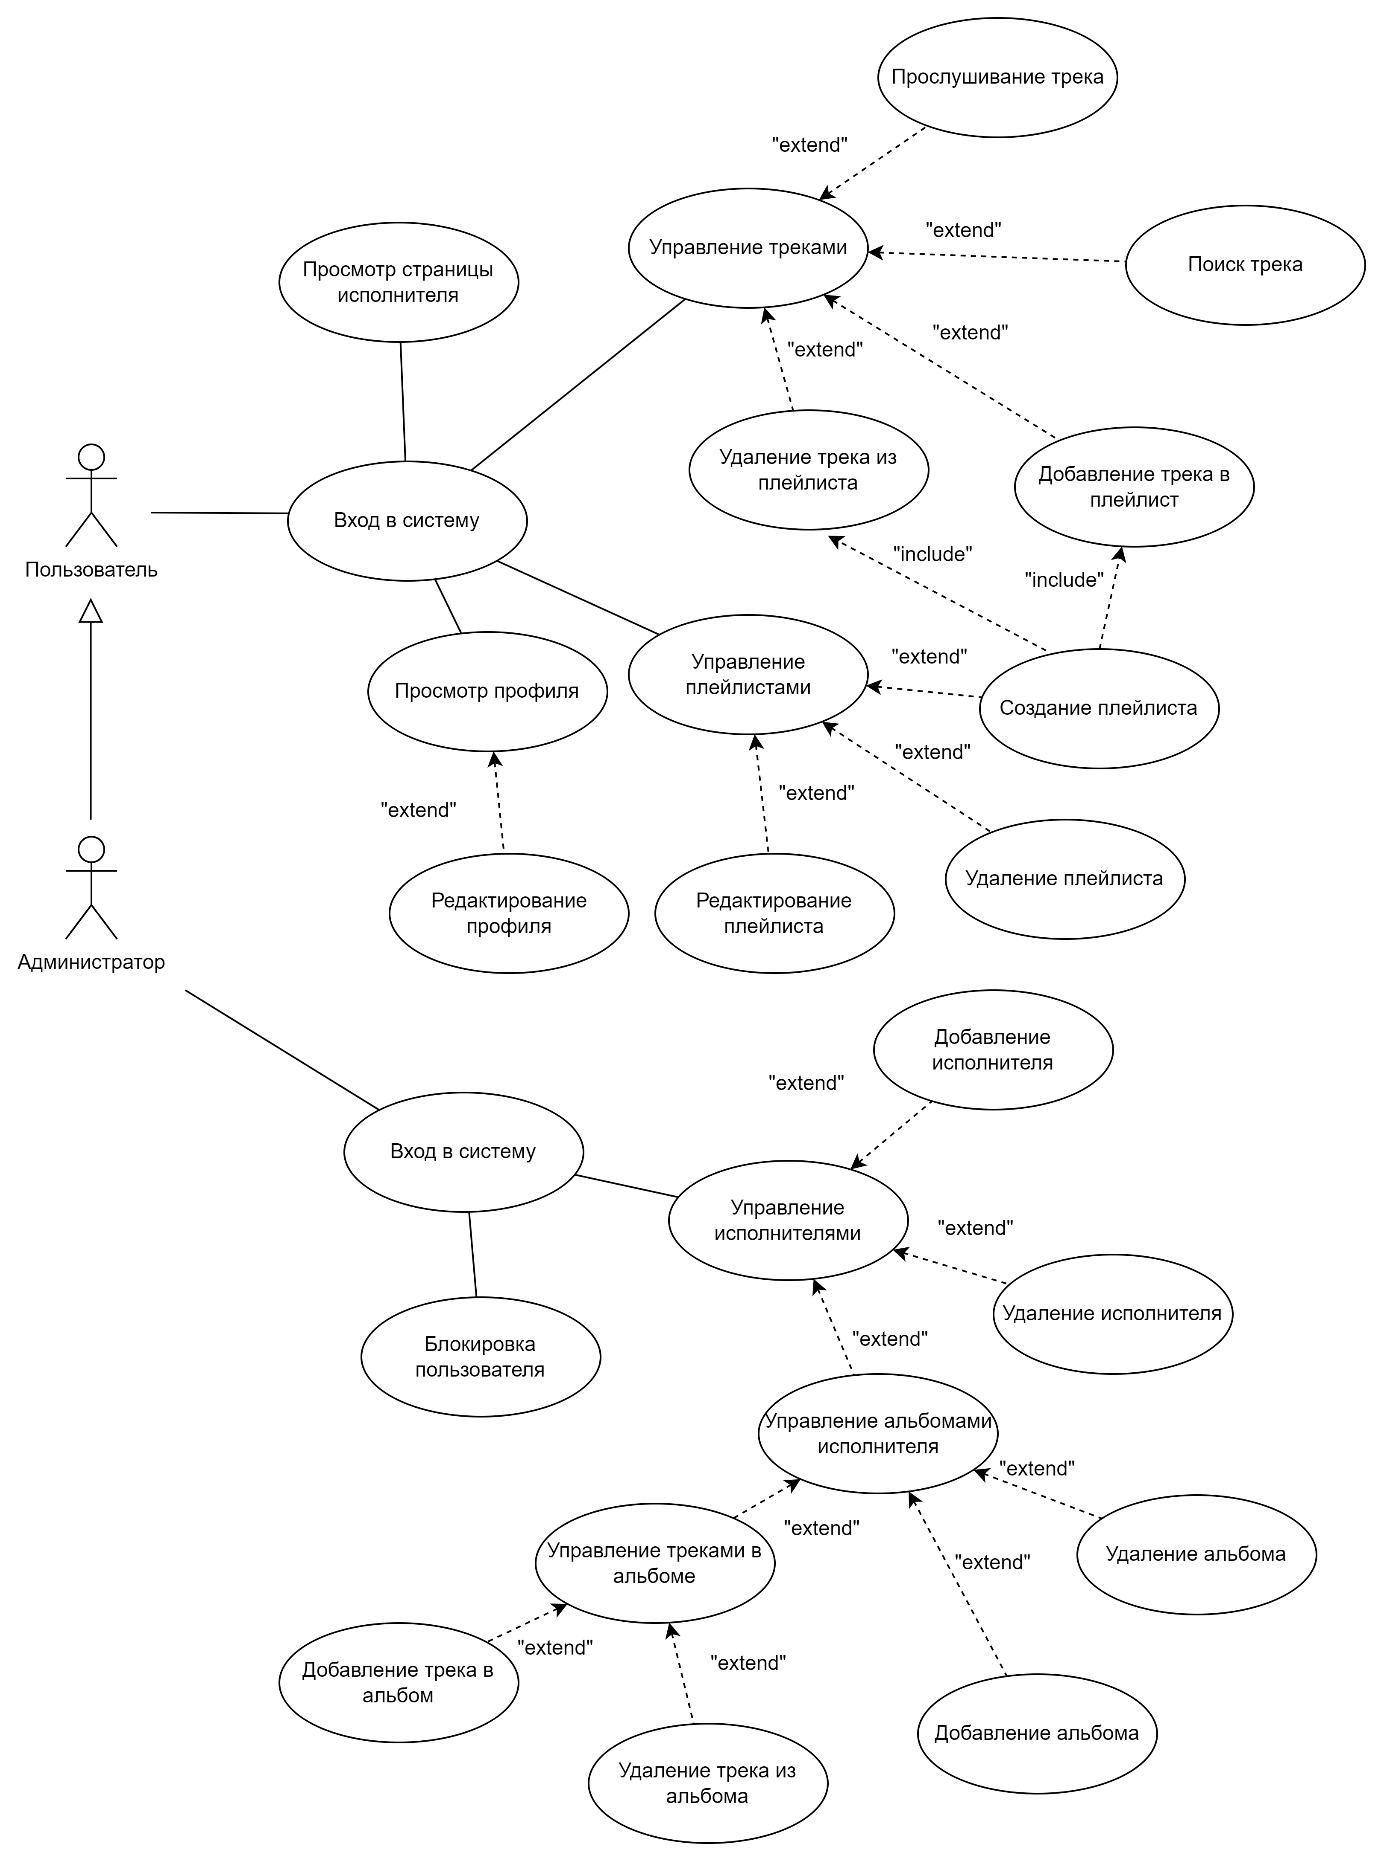 Прослушивание трека
"extend"
Управление треками
"extend"
Поиск трека
Просмотр страницы
исполнителя
"extend"
"extend"
Удаление трека из
плейлиста
Добавление трека в
плейлист
Вход в систему
Пользователь
"include"
"include"
Управление
плейлистами
"extend"
Просмотр профиля
Создание плейлиста
"extend"
"extend"
"extend"
Удаление плейлиста
Редактирование
профиля
Редактирование
плейлиста
Администратор
Добавление
исполнителя
"extend"
Вход в систему
Управление
исполнителями
"extend"
Удаление исполнителя
Блокировка
пользователя
"extend"
Управление альбомами
исполнителя
"extend"
"extend"
Управление треками в
альбоме
"extend"
Удаление альбома
Добавление трека в
альбом
"extend"
"extend"
Добавление альбома
Удаление трека из
альбома